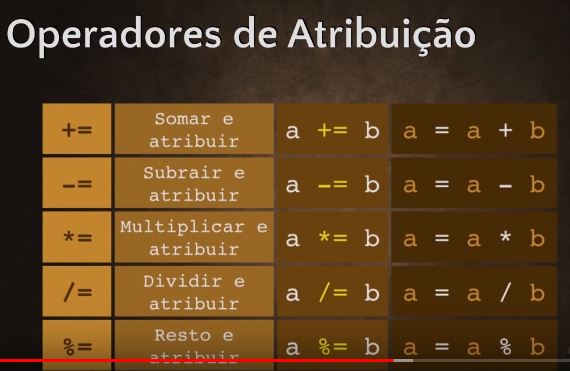 Operadores de Atribuição
+= Somar e atribuir a += b a = a + b
-= Subrair e atribuir a -= b a = a - b
*= Multiplicar e atribuir a *= b a = a * b
/= Dividir e atribuir a /= b a = a / b
%= Resto e atribuir a %= b a = a % b